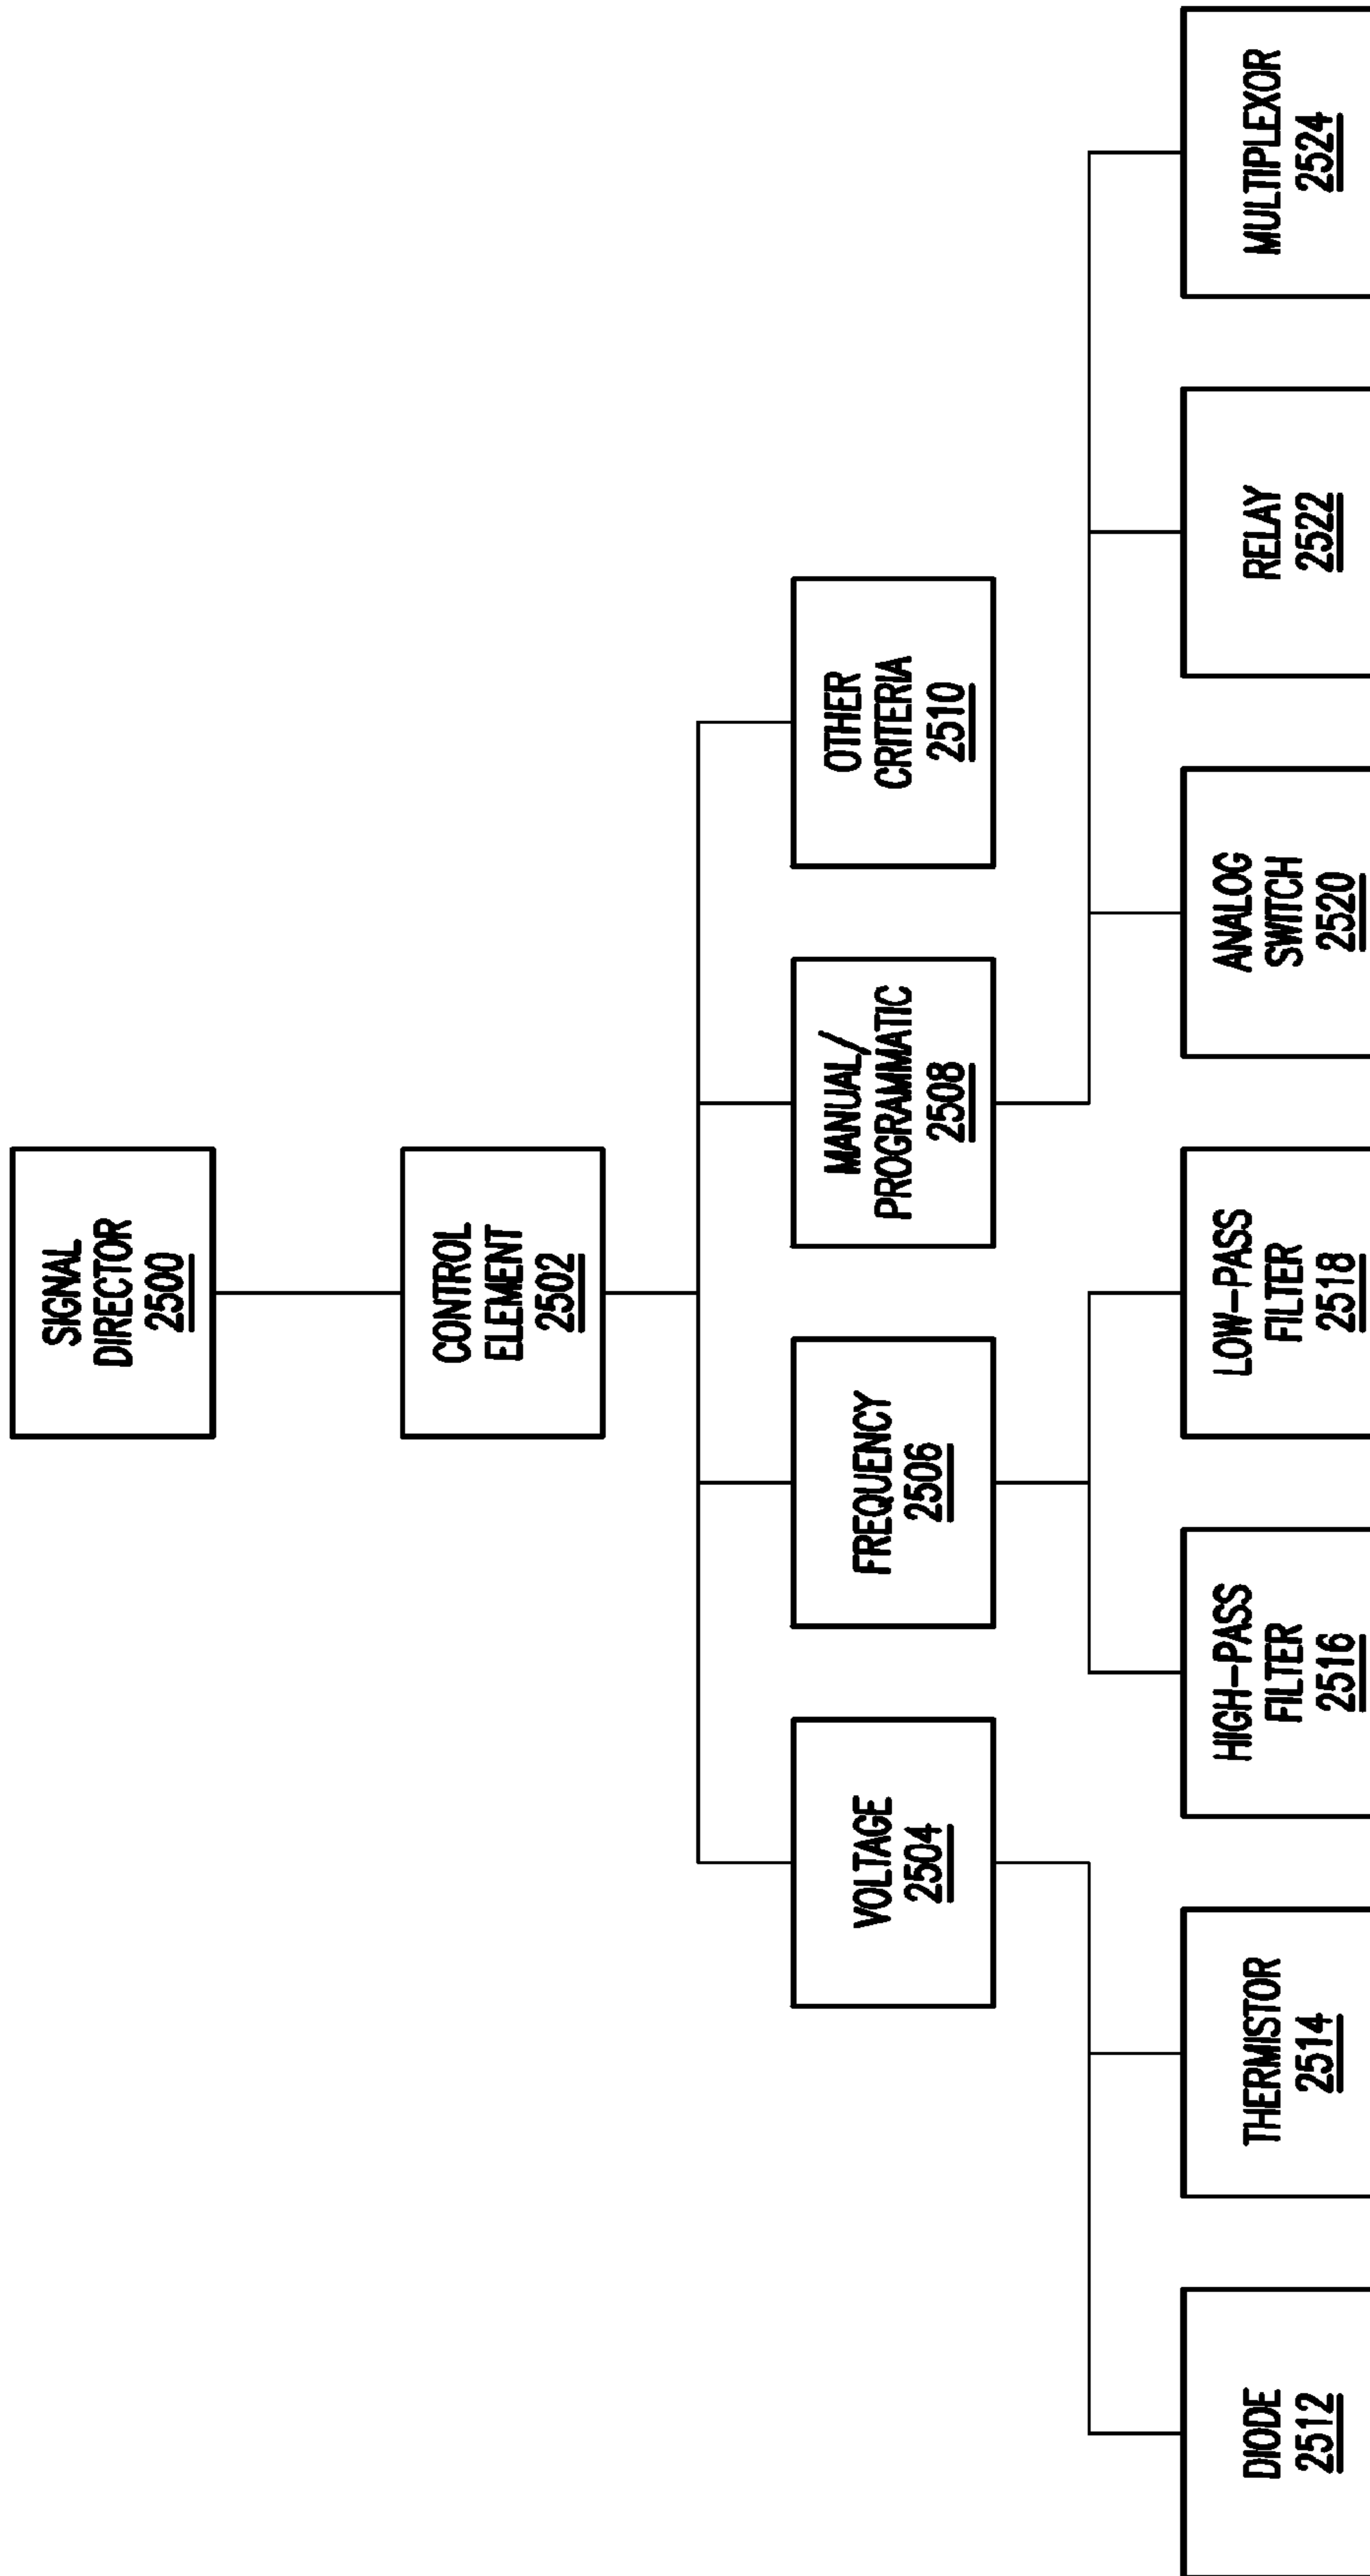 SIGNAL
DIRECTOR
2500
CONTROL
ELEMENT
2502
VOLTAGE
2504
FREQUENCY
2506
MANUAL/
PROGRAMMATIC
2508
OTHER
CRITERIA
2510
DIODE
2512
THERMISTOR
2514
HIGH-PASS
FILTER
2516
LOW-PASS
FILTER
2518
ANALOG
SWITCH
2520
RELAY
2522
MULTIPLEXOR
2524